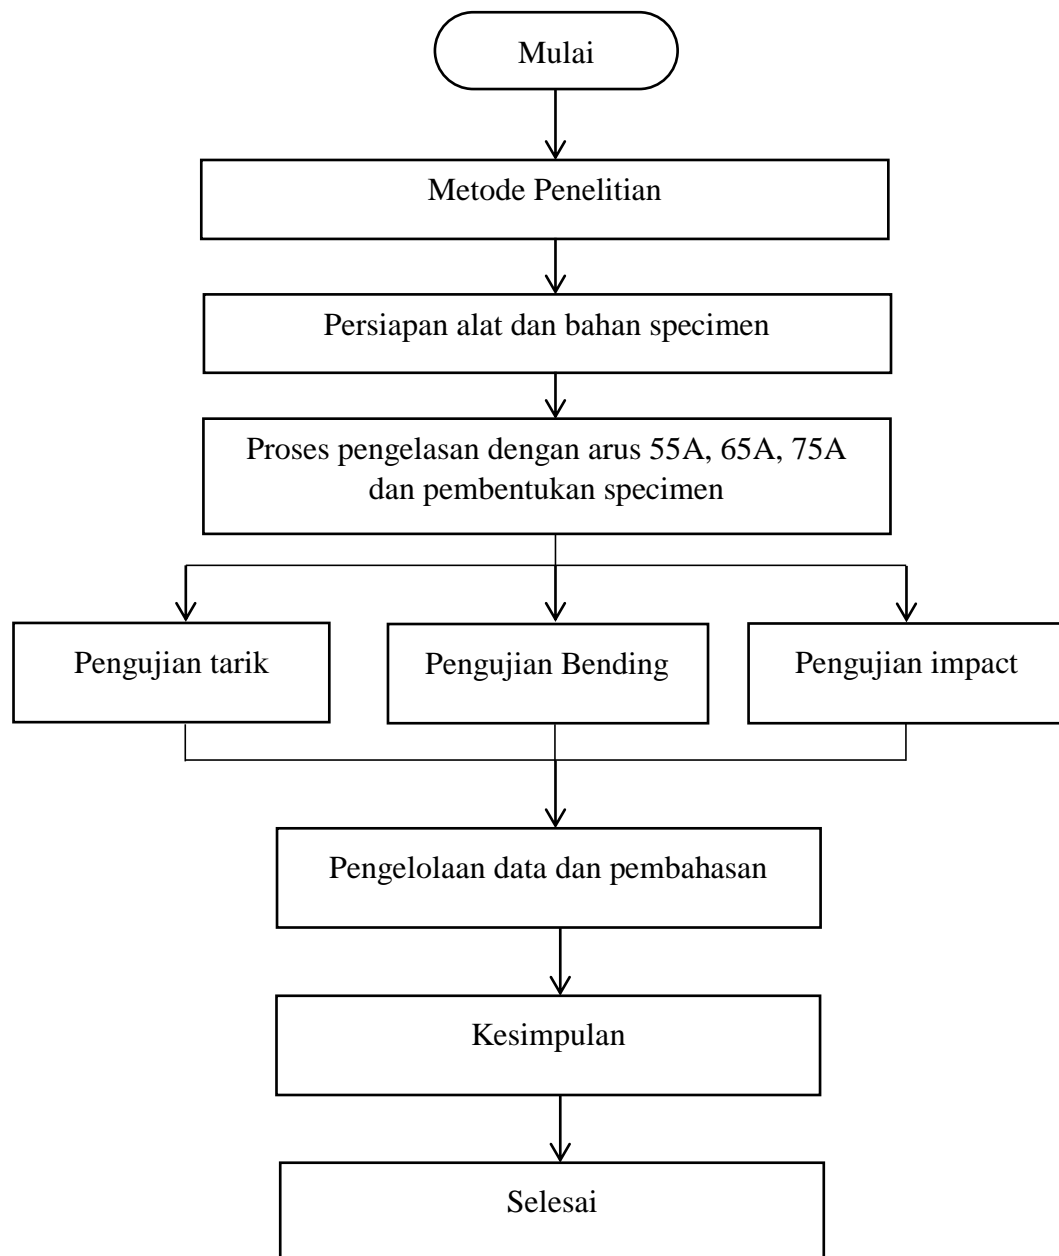 Mulai
Metode Penelitian
Persiapan alat dan bahan specimen
Proses pengelasan dengan arus 55A, 65A, 75A
dan pembentukan specimen
Pengujian tarik
Pengujian Bending
Pengujian impact
Pengelolaan data dan pembahasan
Kesimpulan
Selesai